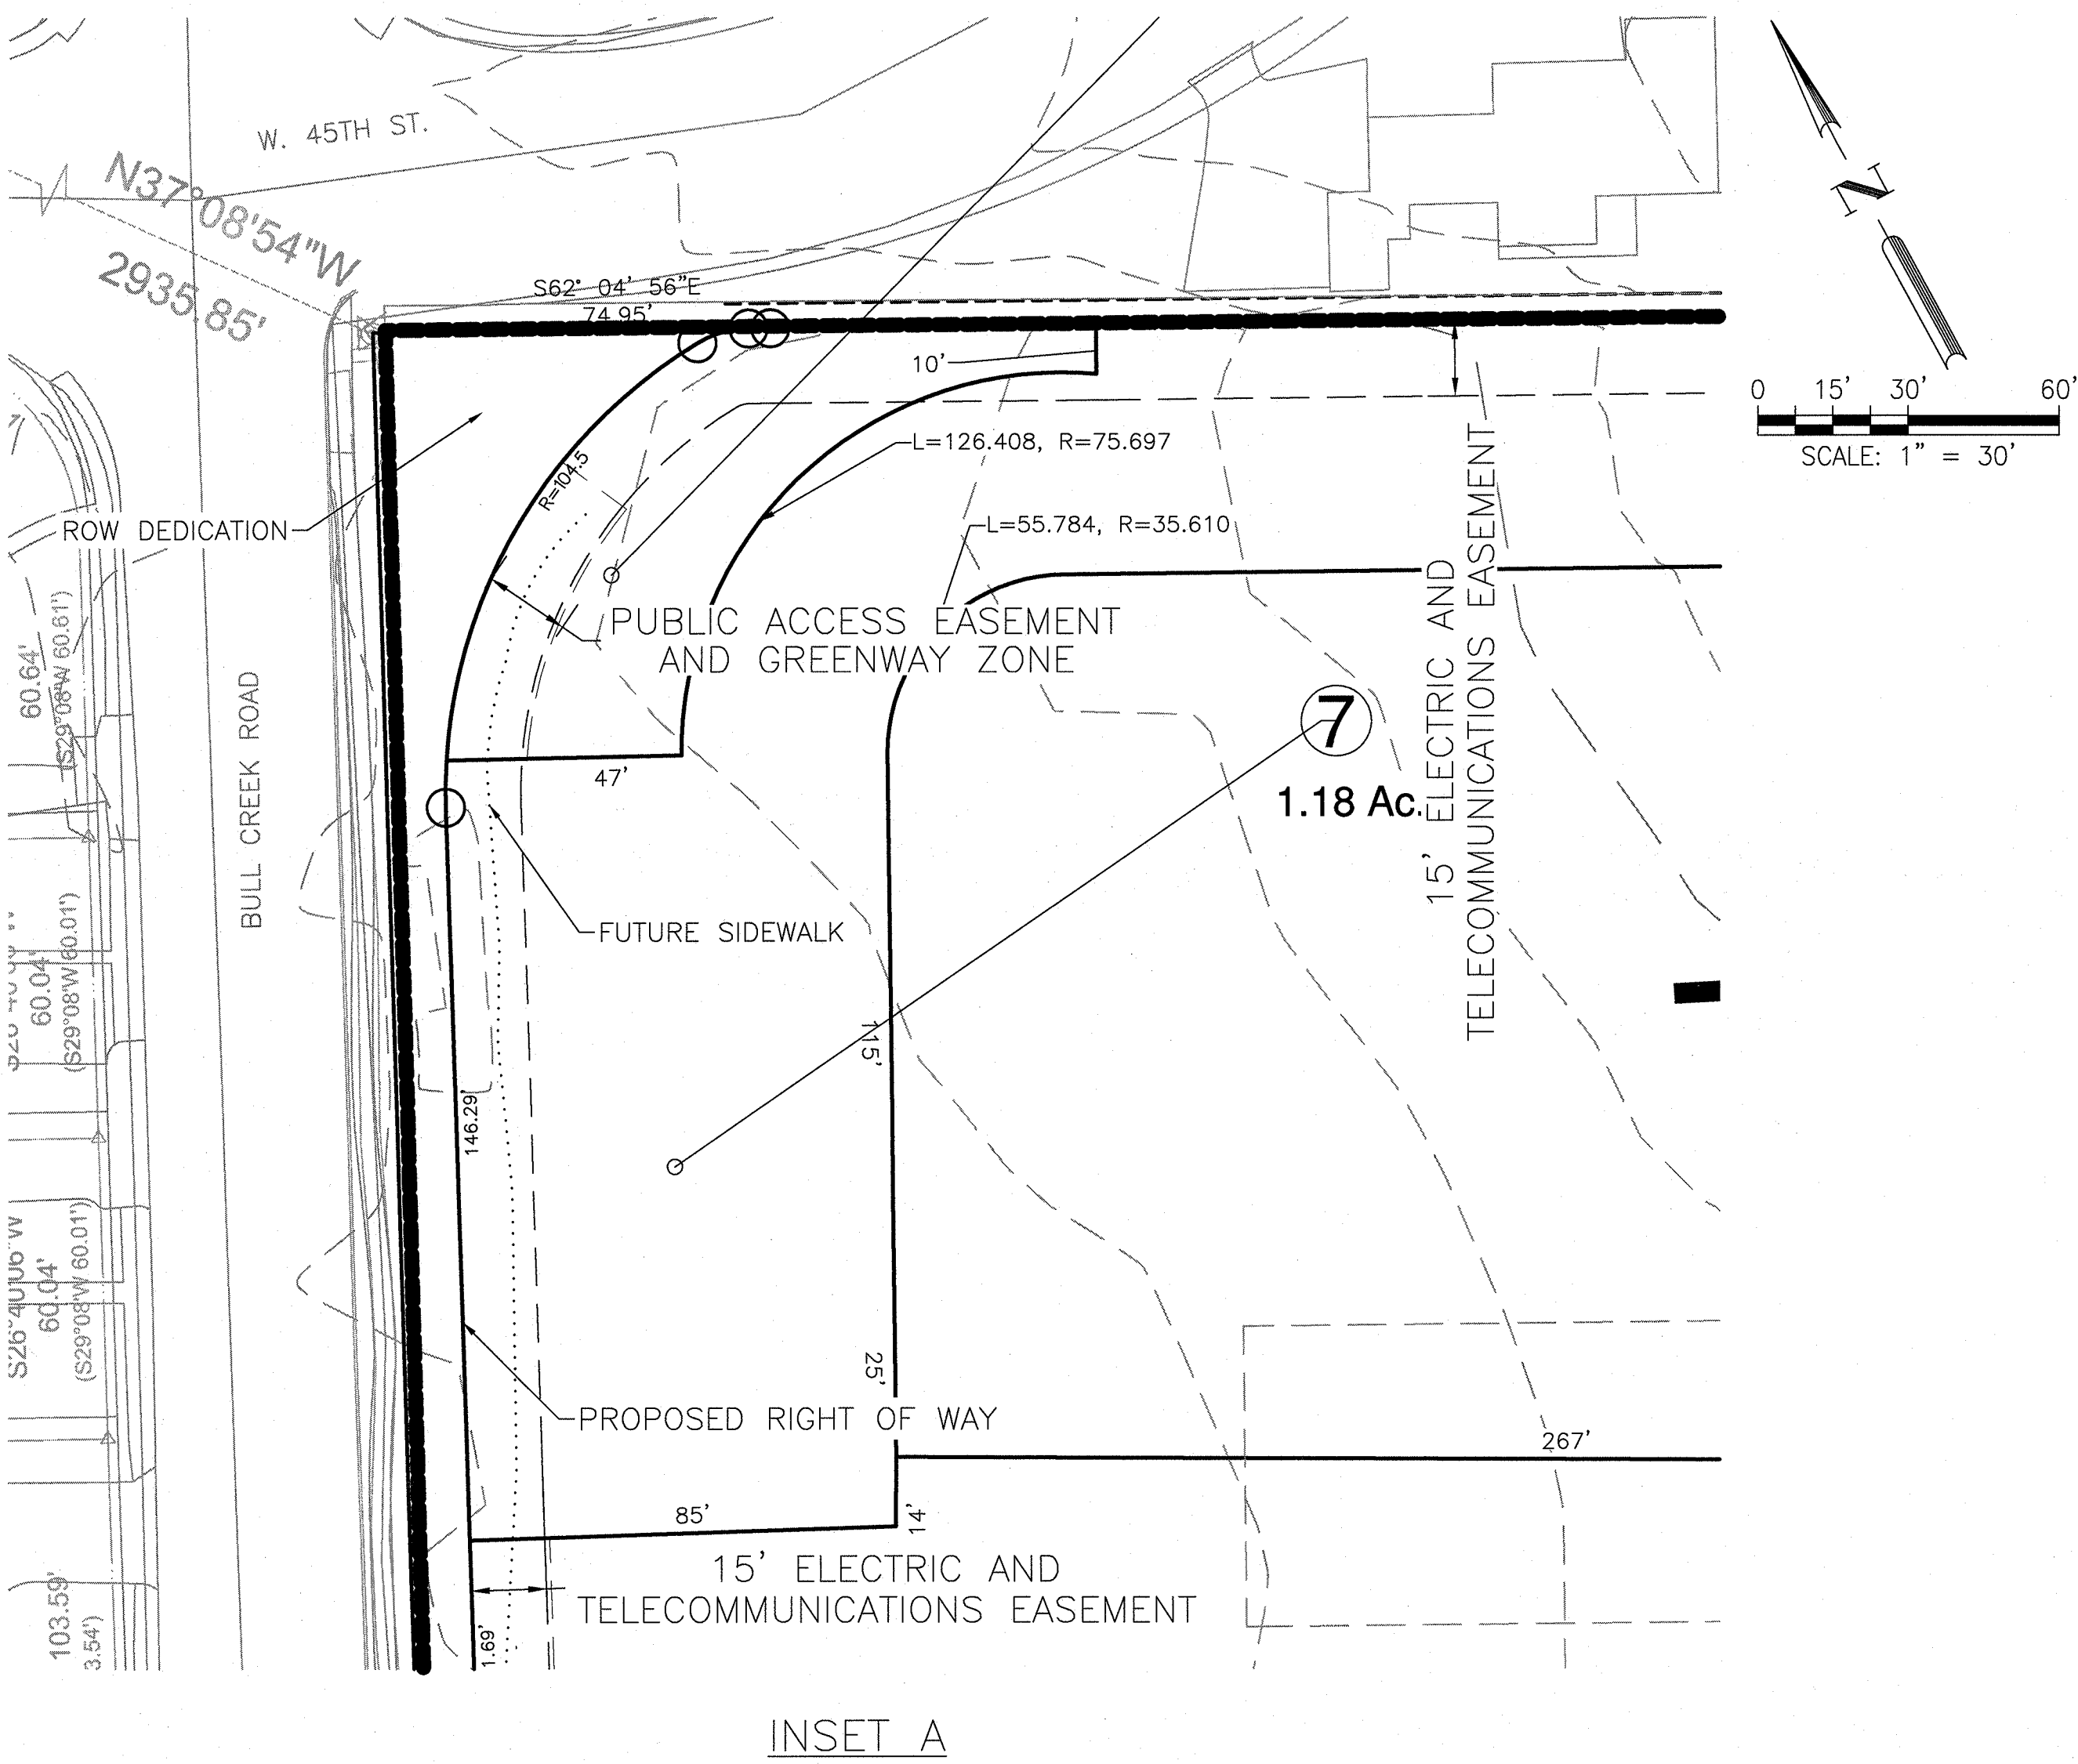 W. 45TH ST.
N37°08'54"W
2935.85'
S62° 04' 56"E
74.95'
10'
0 15' 30' 60'
SCALE: 1" = 30'
N
L=126.408, R=75.697
R=104.5
ROW DEDICATION
L=55.784, R=35.610
PUBLIC ACCESS EASEMENT
AND GREENWAY ZONE
15' ELECTRIC AND
TELECOMMUNICATIONS EASEMENT
60.64'
(S29°08'W 60.61')
BULL CREEK ROAD
47'
7
1.18 Ac.
FUTURE SIDEWALK
60.04'
(S29°08'W 60.01')
115'
146.29'
60.04'
(S29°08'W 60.01')
25'
PROPOSED RIGHT OF WAY
267'
85'
14'
15' ELECTRIC AND
TELECOMMUNICATIONS EASEMENT
103.59'
3.54')
1.69'
INSET A